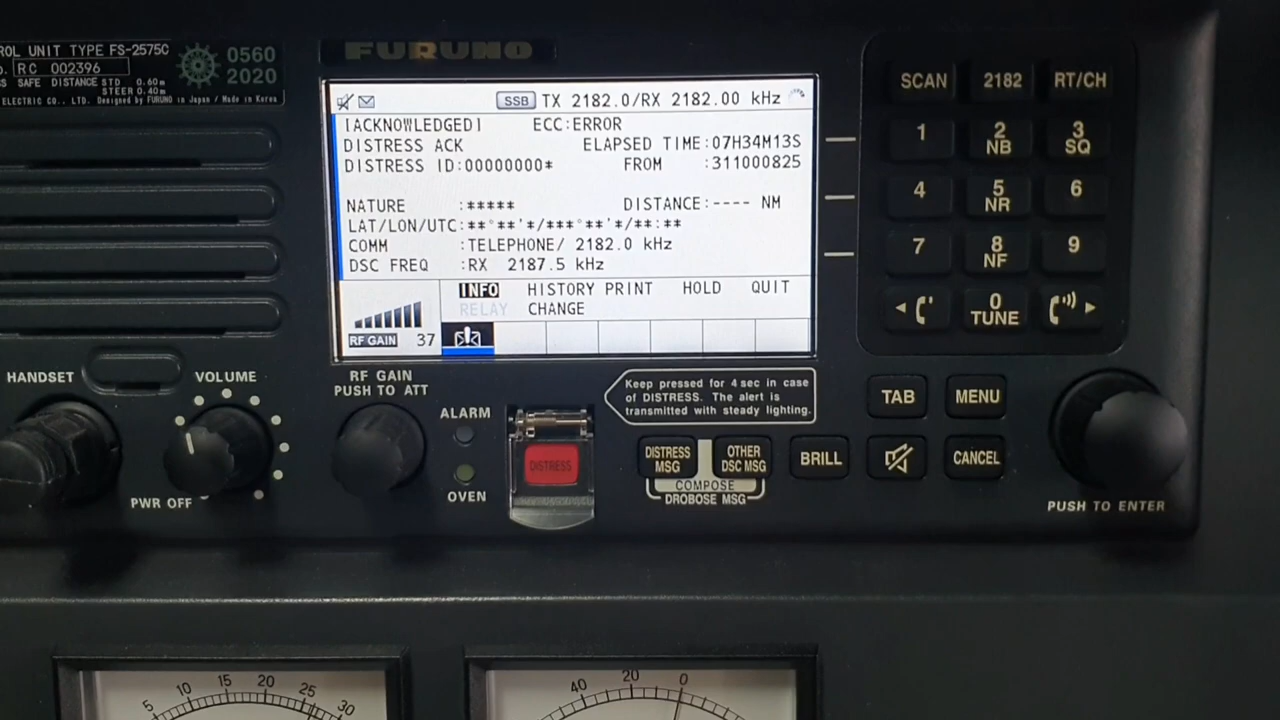 ROL UNIT TYPE FS-2575C
RC 002396
SAFE DISTANCE STD 0.60m
STEER 0.40m
ELECTRIC CO., LTD. Designed by FURUNO in Japan / Made in Korea
0560
2020
FURUNO
SSB TX 2182.0/RX 2182.00 kHz
[ACKNOWLEDGED] ECC:ERROR
DISTRESS ACK ELAPSED TIME:07H34M13S
DISTRESS ID:00000000* FROM :311000825
NATURE :***** DISTANCE:---- NM
LAT/LON/UTC:**°**'*/***°**'*/**:**
COMM :TELEPHONE/ 2182.0 kHz
DSC FREQ :RX 2187.5 kHz
INFO HISTORY PRINT HOLD QUIT
RELAY CHANGE
RF GAIN 37
SCAN 2182 RT/CH
1 2 NB 3 SQ
4 5 NR 6
7 8 NF 9
0 TUNE
HANDSET
VOLUME
PWR OFF
RF GAIN
PUSH TO ATT
ALARM
OVEN
DISTRESS
Keep pressed for 4 sec in case
of DISTRESS. The alert is
transmitted with steady lighting.
DISTRESS MSG
OTHER DSC MSG
COMPOSE
DROBOSE MSG
BRILL
TAB
MENU
CANCEL
PUSH TO ENTER
5 10 15 20 25 30
40 20 0